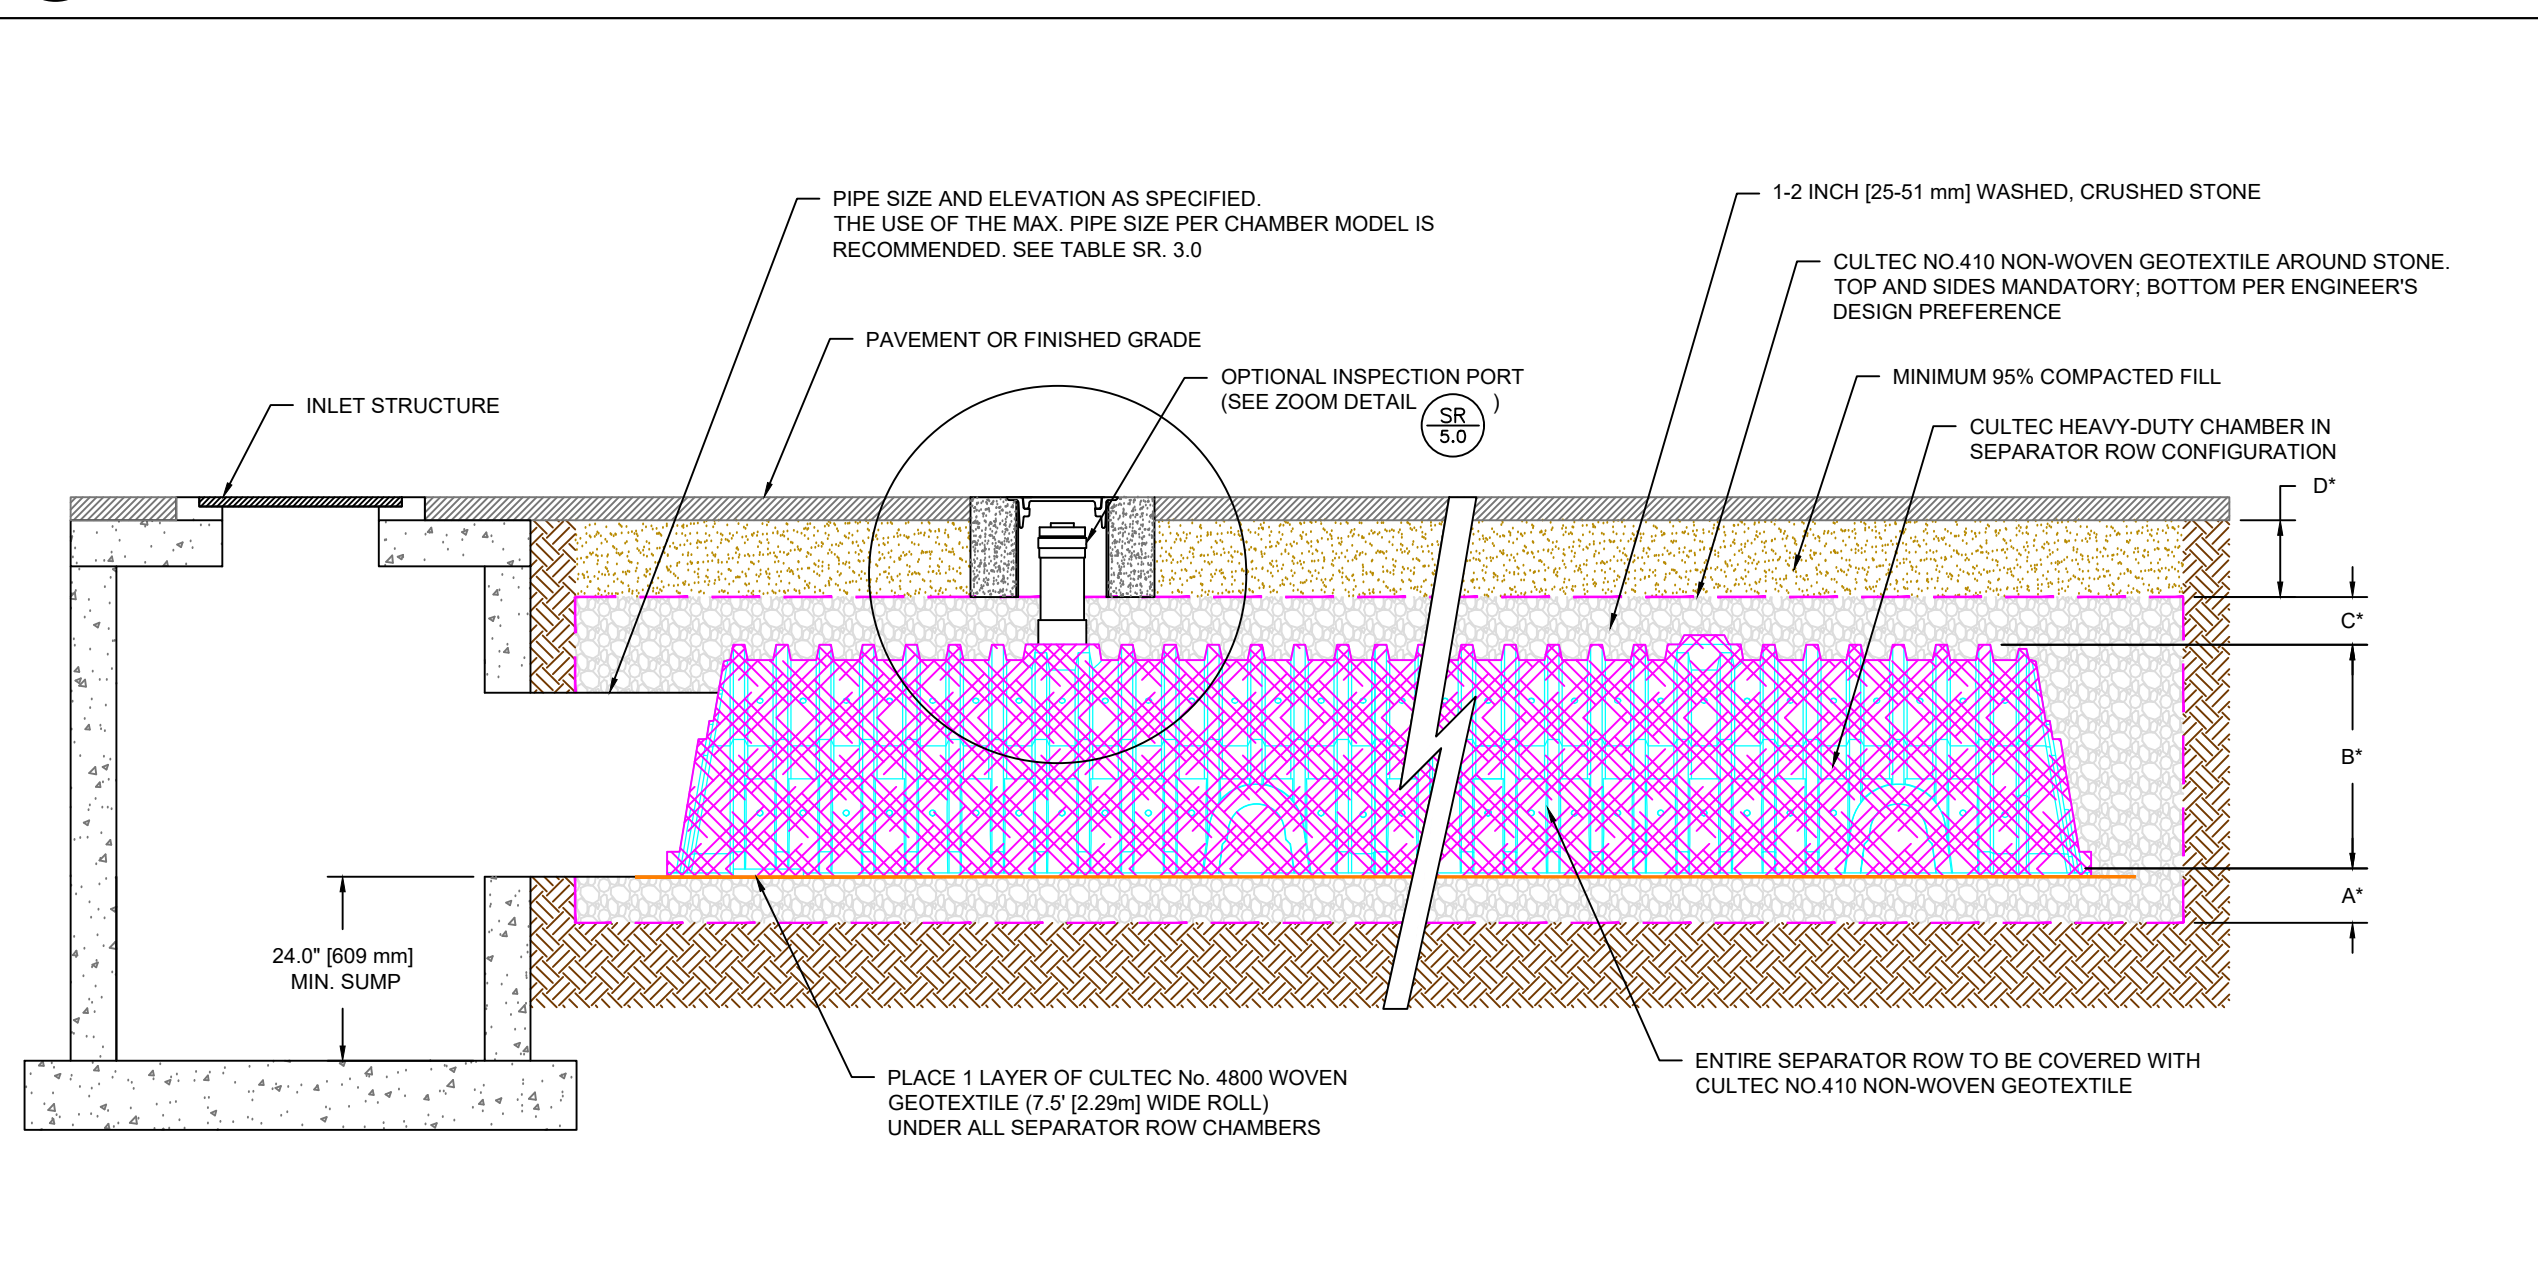 PIPE SIZE AND ELEVATION AS SPECIFIED.
THE USE OF THE MAX. PIPE SIZE PER CHAMBER MODEL IS
RECOMMENDED. SEE TABLE SR. 3.0
1-2 INCH [25-51 mm] WASHED, CRUSHED STONE
CULTEC NO.410 NON-WOVEN GEOTEXTILE AROUND STONE.
TOP AND SIDES MANDATORY; BOTTOM PER ENGINEER'S
DESIGN PREFERENCE
PAVEMENT OR FINISHED GRADE
OPTIONAL INSPECTION PORT
(SEE ZOOM DETAIL SR 5.0 )
MINIMUM 95% COMPACTED FILL
INLET STRUCTURE
CULTEC HEAVY-DUTY CHAMBER IN
SEPARATOR ROW CONFIGURATION
D*
C*
B*
A*
24.0" [609 mm]
MIN. SUMP
PLACE 1 LAYER OF CULTEC No. 4800 WOVEN
GEOTEXTILE (7.5' [2.29m] WIDE ROLL)
UNDER ALL SEPARATOR ROW CHAMBERS
ENTIRE SEPARATOR ROW TO BE COVERED WITH
CULTEC NO.410 NON-WOVEN GEOTEXTILE